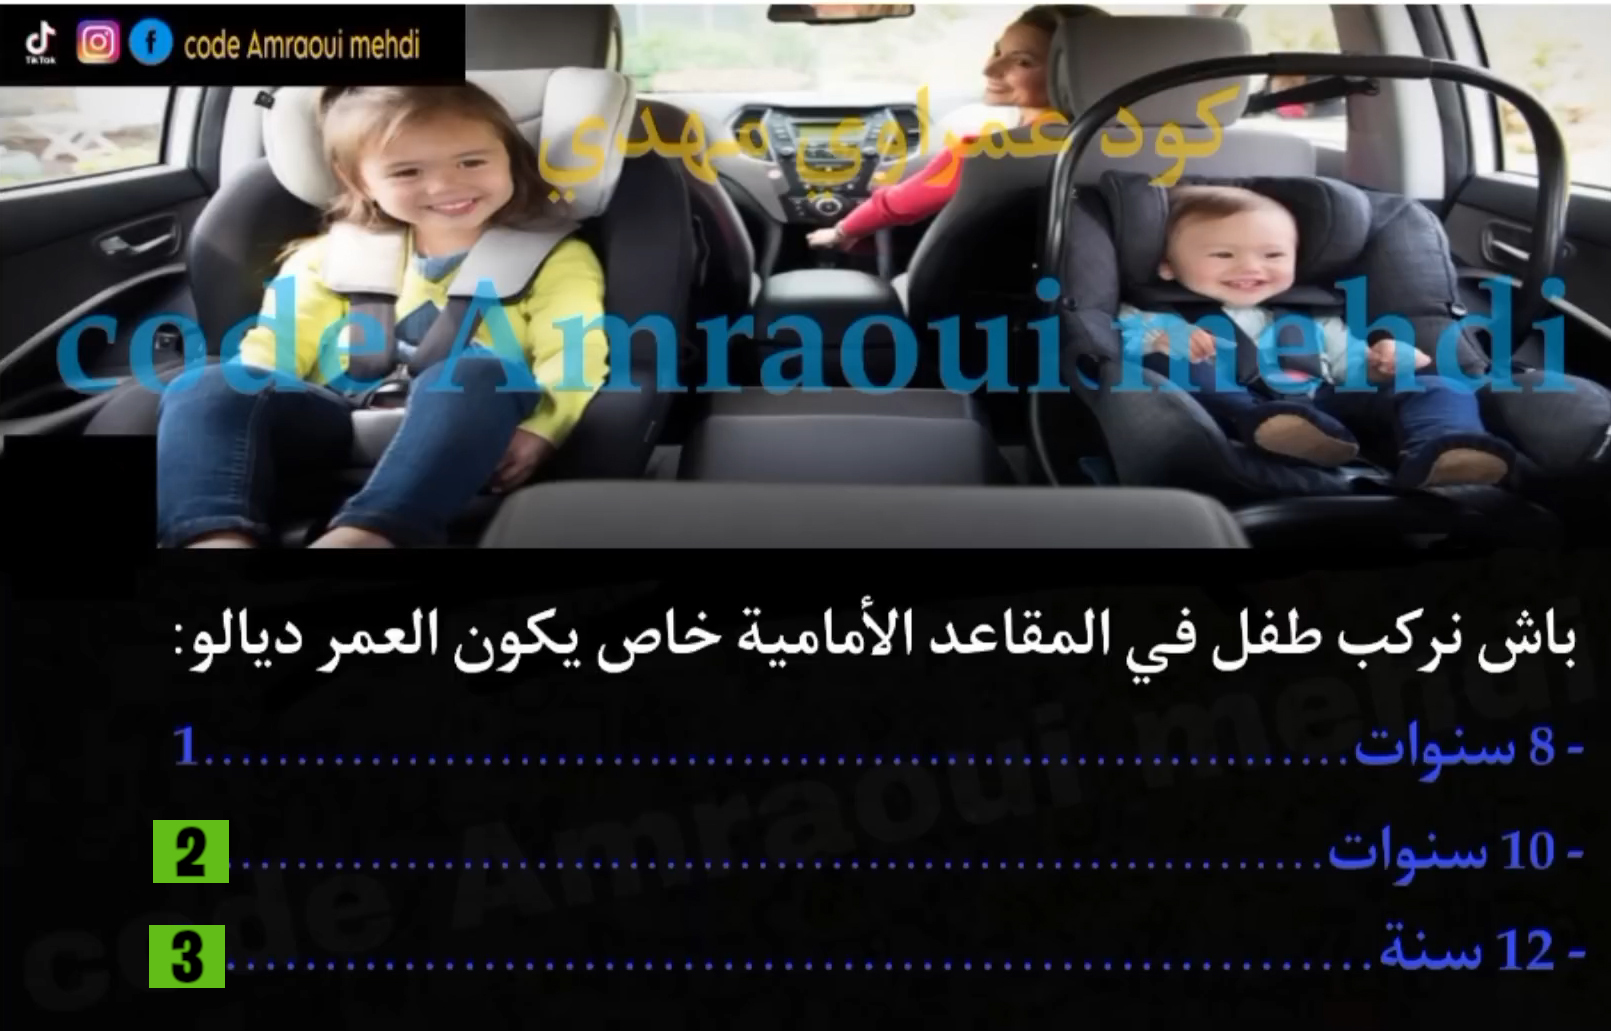 TikTok
code Amraoui mehdi
كود عمراوي مهدي
code Amraoui mehdi
باش نركب طفل في المقاعد الأمامية خاص يكون العمر ديالو:
- 8 سنوات................................................1
- 10 سنوات................................................2
- 12 سنة................................................3
code Amraoui mehdi